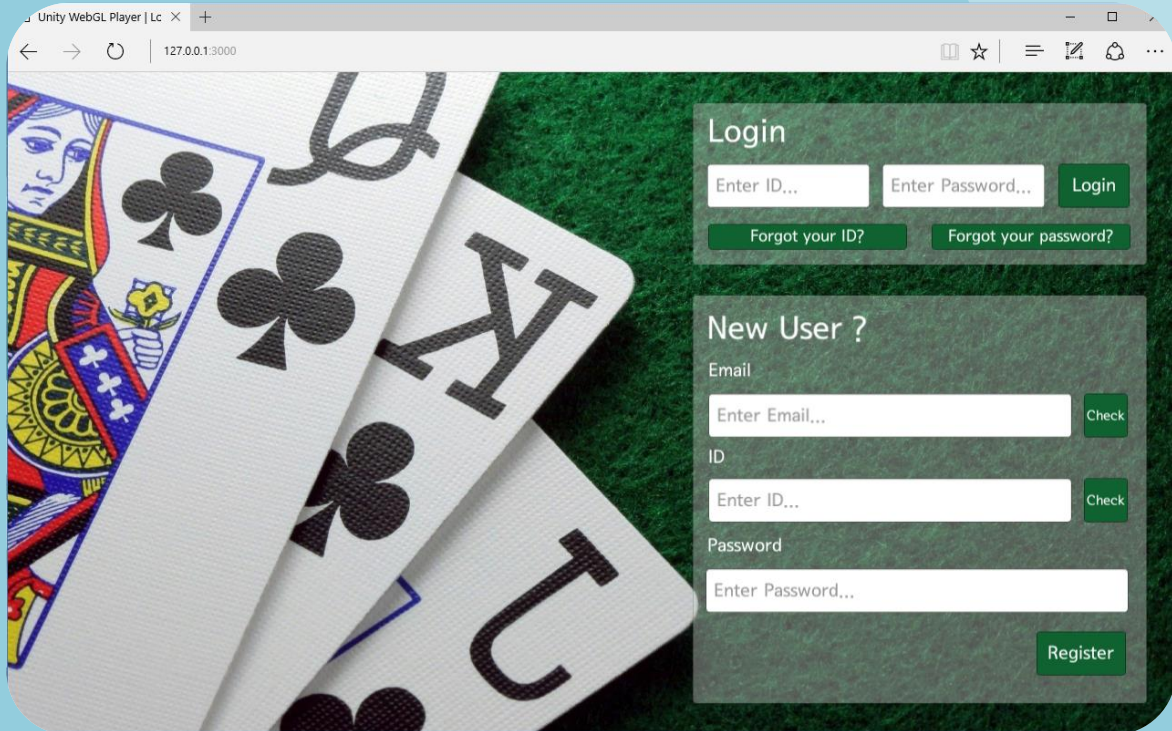 Unity WebGL Player | Lc
127.0.0.1:3000
Q
K
J
Login
Enter ID...
Enter Password...
Login
Forgot your ID?
Forgot your password?
New User ?
Email
Enter Email...
Check
ID
Enter ID...
Check
Password
Enter Password...
Register